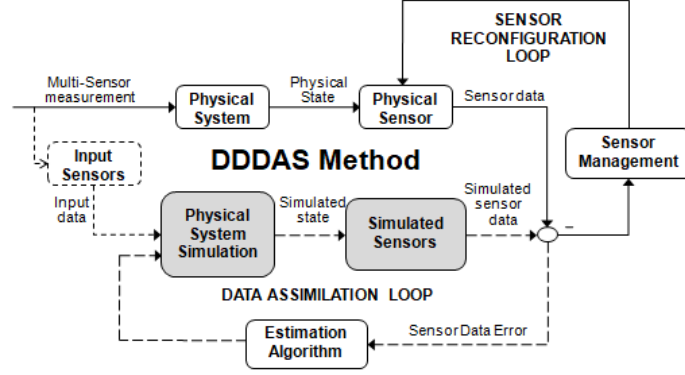 SENSOR
RECONFIGURATION
LOOP
Multi-Sensor
measurement
Physical
System
Physical
State
Physical
Sensor
Sensor data
Sensor
Management
Input
Sensors
DDDAS Method
Input
data
Physical
System
Simulation
Simulated
state
Simulated
Sensors
Simulated
sensor
data
–
DATA ASSIMILATION LOOP
Estimation
Algorithm
Sensor Data Error